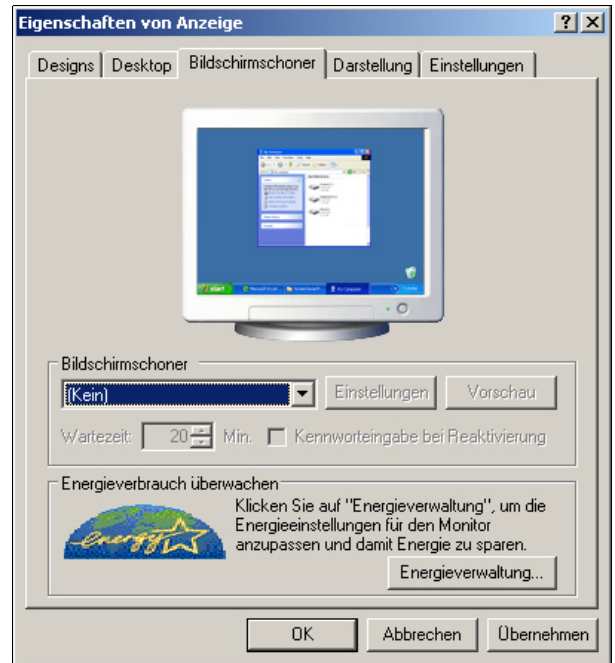 Eigenschaften von Anzeige
Designs Desktop Bildschirmschoner Darstellung Einstellungen
start
Bildschirmschoner
(Kein)
Einstellungen Vorschau
Wartezeit: 20 Min. Kennworteingabe bei Reaktivierung
Energieverbrauch überwachen
energy
Klicken Sie auf "Energieverwaltung", um die
Energieeinstellungen für den Monitor
anzupassen und damit Energie zu sparen.
Energieverwaltung...
OK Abbrechen Übernehmen